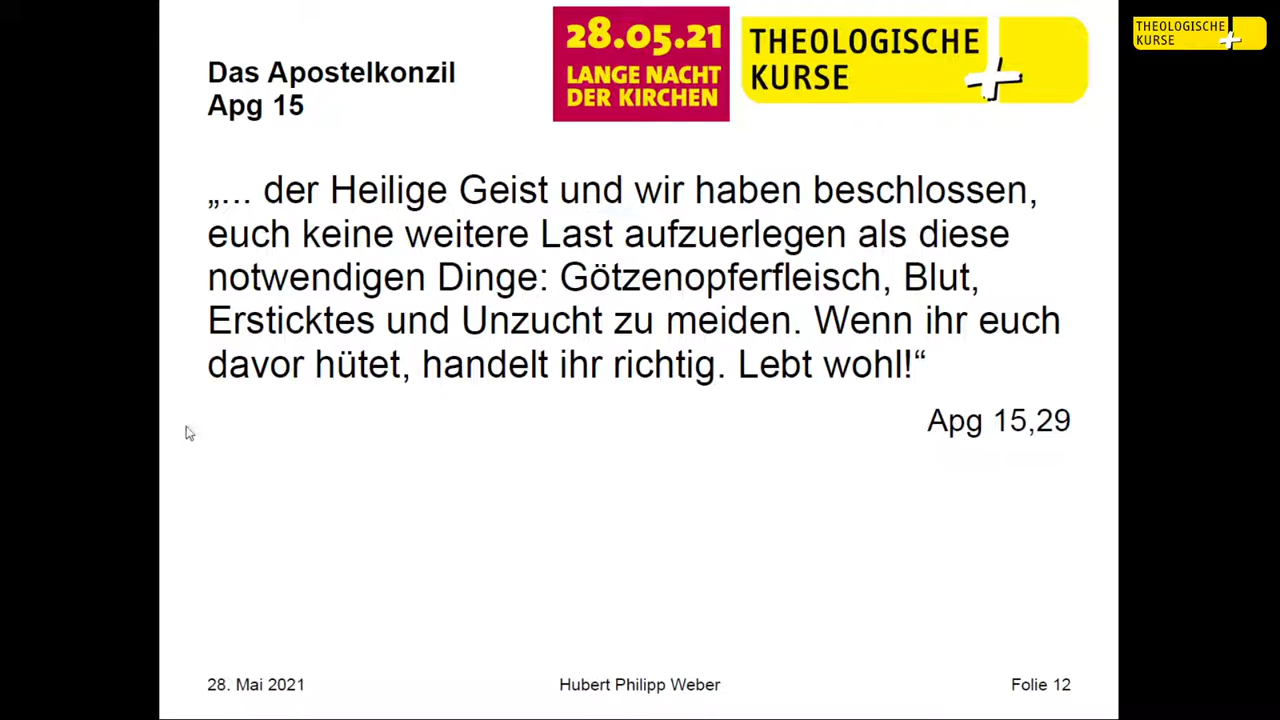 Das Apostelkonzil
Apg 15
28.05.21
LANGE NACHT
DER KIRCHEN
THEOLOGISCHE
KURSE
THEOLOGISCHE
KURSE
„... der Heilige Geist und wir haben beschlossen,
euch keine weitere Last aufzuerlegen als diese
notwendigen Dinge: Götzenopferfleisch, Blut,
Ersticktes und Unzucht zu meiden. Wenn ihr euch
davor hütet, handelt ihr richtig. Lebt wohl!“
Apg 15,29
28. Mai 2021
Hubert Philipp Weber
Folie 12